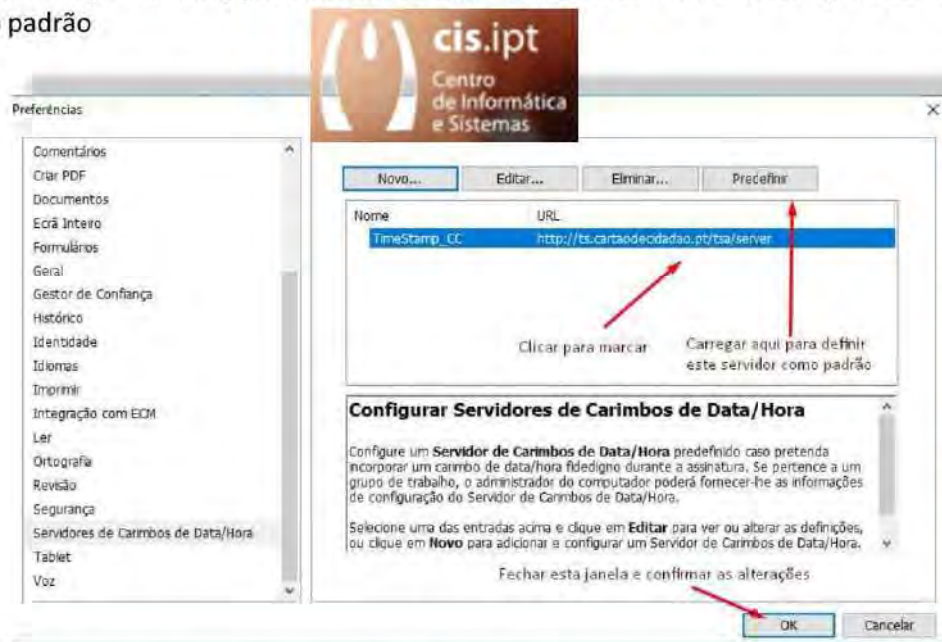 padrão
cis.ipt
Centro
de Informática
e Sistemas
Preferências
Comentários
Criar PDF
Documentos
Ecrã Inteiro
Formulários
Geral
Gestor de Confiança
Histórico
Identidade
Idiomas
Imprimir
Integração com ECM
Ler
Ortografia
Revisão
Segurança
Servidores de Carimbos de Data/Hora
Tablet
Voz
Novo... Editar... Eliminar... Predefinir
Nome URL
TimeStamp_CC http://ts.cartaodecidadao.pt/tsa/server
Clicar para marcar
Carregar aqui para definir
este servidor como padrão
Configurar Servidores de Carimbos de Data/Hora
Configure um Servidor de Carimbos de Data/Hora predefinido caso pretenda
incorporar um carimbo de data/hora fidedigno durante a assinatura. Se pertence a um
grupo de trabalho, o administrador do computador poderá fornecer-lhe as informações
de configuração do Servidor de Carimbos de Data/Hora.
Selecione uma das entradas acima e clique em Editar para ver ou alterar as definições,
ou clique em Novo para adicionar e configurar um Servidor de Carimbos de Data/Hora.
Fechar esta janela e confirmar as alterações
OK Cancelar